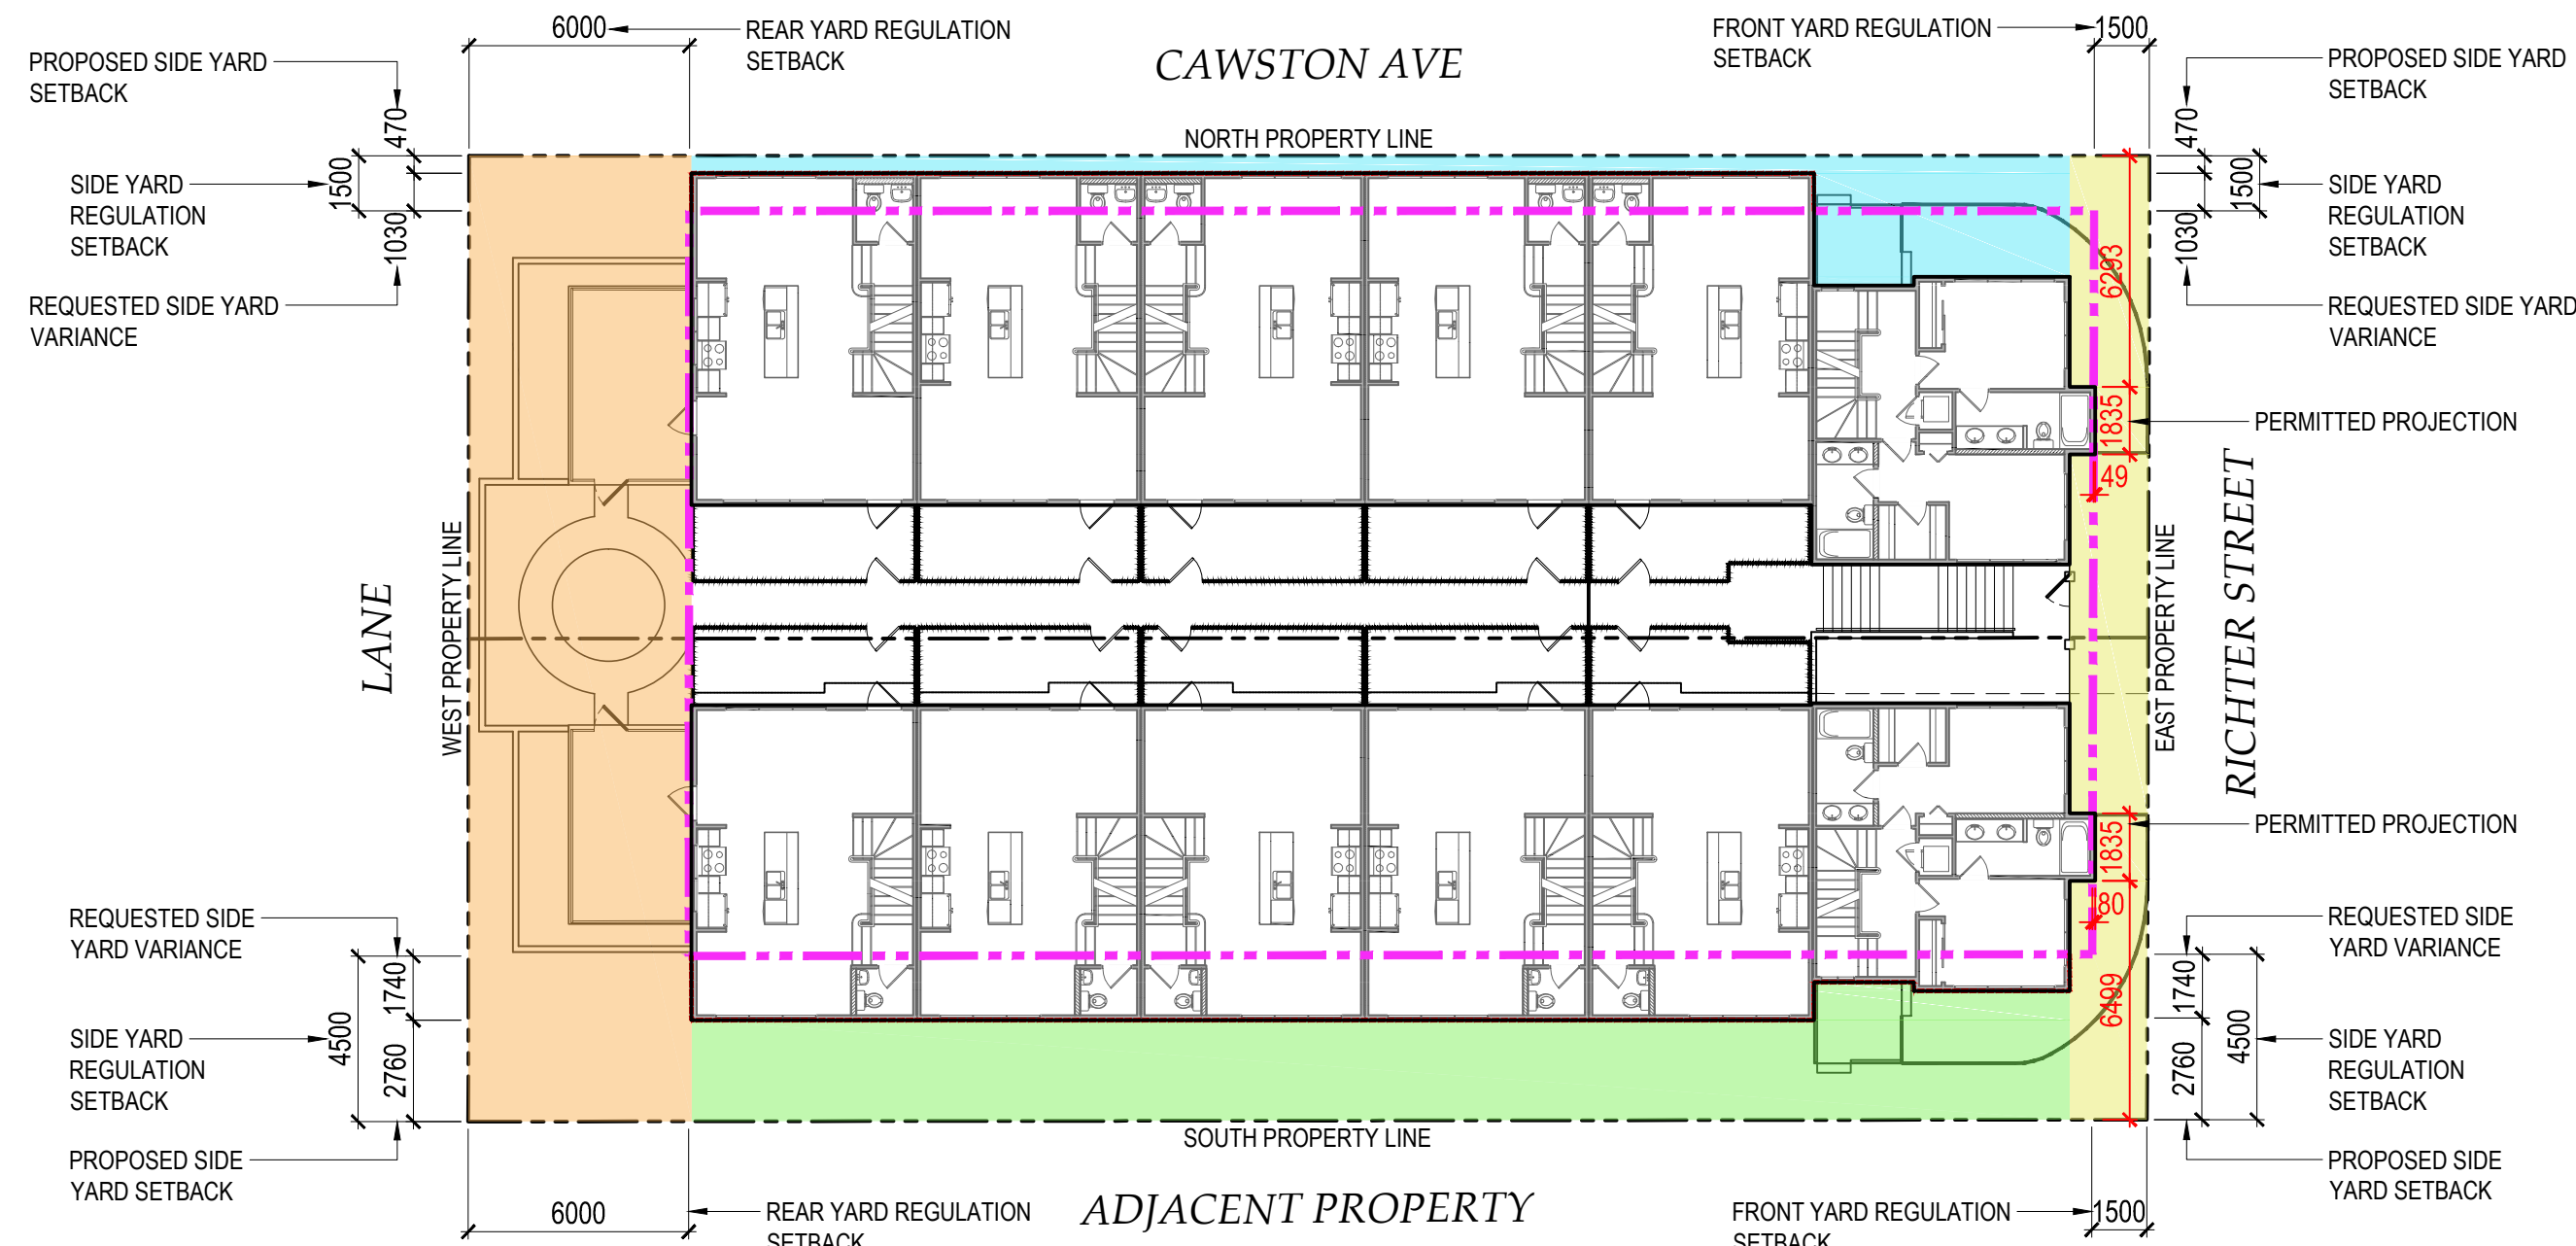 6000
REAR YARD REGULATION
SETBACK
CAWSTON AVE
FRONT YARD REGULATION
SETBACK
1500
PROPOSED SIDE YARD
SETBACK
470
1500
1030
SIDE YARD
REGULATION
SETBACK
REQUESTED SIDE YARD
VARIANCE
NORTH PROPERTY LINE
PROPOSED SIDE YARD
SETBACK
470
1500
1030
SIDE YARD
REGULATION
SETBACK
REQUESTED SIDE YARD
VARIANCE
6293
1835
PERMITTED PROJECTION
49
LANE
WEST PROPERTY LINE
EAST PROPERTY LINE
RICHTER STREET
PERMITTED PROJECTION
1835
180
6499
REQUESTED SIDE
YARD VARIANCE
1740
4500
2760
SIDE YARD
REGULATION
SETBACK
PROPOSED SIDE
YARD SETBACK
REQUESTED SIDE
YARD VARIANCE
1740
4500
2760
SIDE YARD
REGULATION
SETBACK
PROPOSED SIDE
YARD SETBACK
SOUTH PROPERTY LINE
6000
REAR YARD REGULATION
SETBACK
ADJACENT PROPERTY
FRONT YARD REGULATION
SETBACK
1500